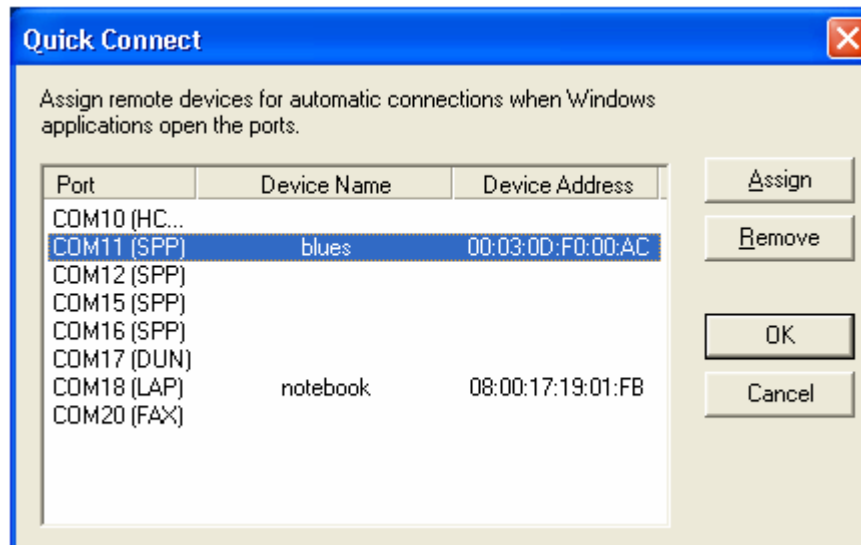 Quick Connect
Assign remote devices for automatic connections when Windows
applications open the ports.
Port Device Name Device Address
COM10 (HC...
COM11 (SPP) blues 00:03:0D:F0:00:AC
COM12 (SPP)
COM15 (SPP)
COM16 (SPP)
COM17 (DUN)
COM18 (LAP) notebook 08:00:17:19:01:FB
COM20 (FAX)
Assign
Remove
OK
Cancel